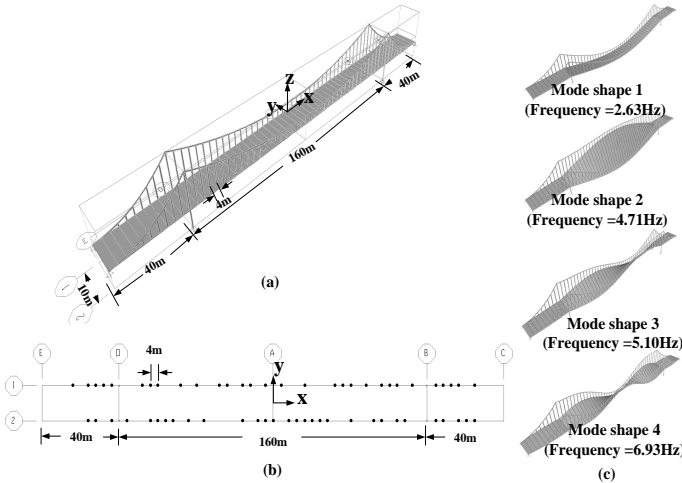 z
y
x
40m
160m
4m
E
40m
10m
1
2
(a)
E
D
A
B
C
4m
y
1
x
2
40m
160m
40m
(b)
Mode shape 1
(Frequency =2.63Hz)
Mode shape 2
(Frequency =4.71Hz)
Mode shape 3
(Frequency =5.10Hz)
Mode shape 4
(Frequency =6.93Hz)
(c)